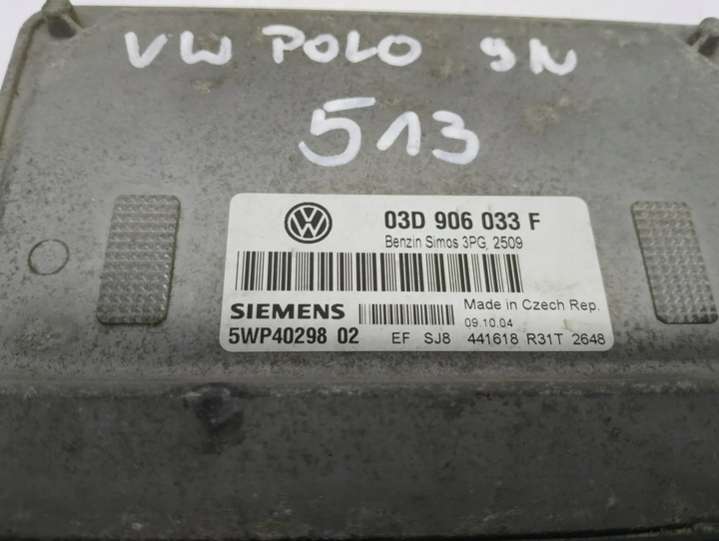 VW POLO 9N
513
03D 906 033 F
Benzin Simos 3PG, 2509
SIEMENS
Made in Czech Rep.
09.10.04
5WP40298 02
EF SJ8 441618 R31T 2648